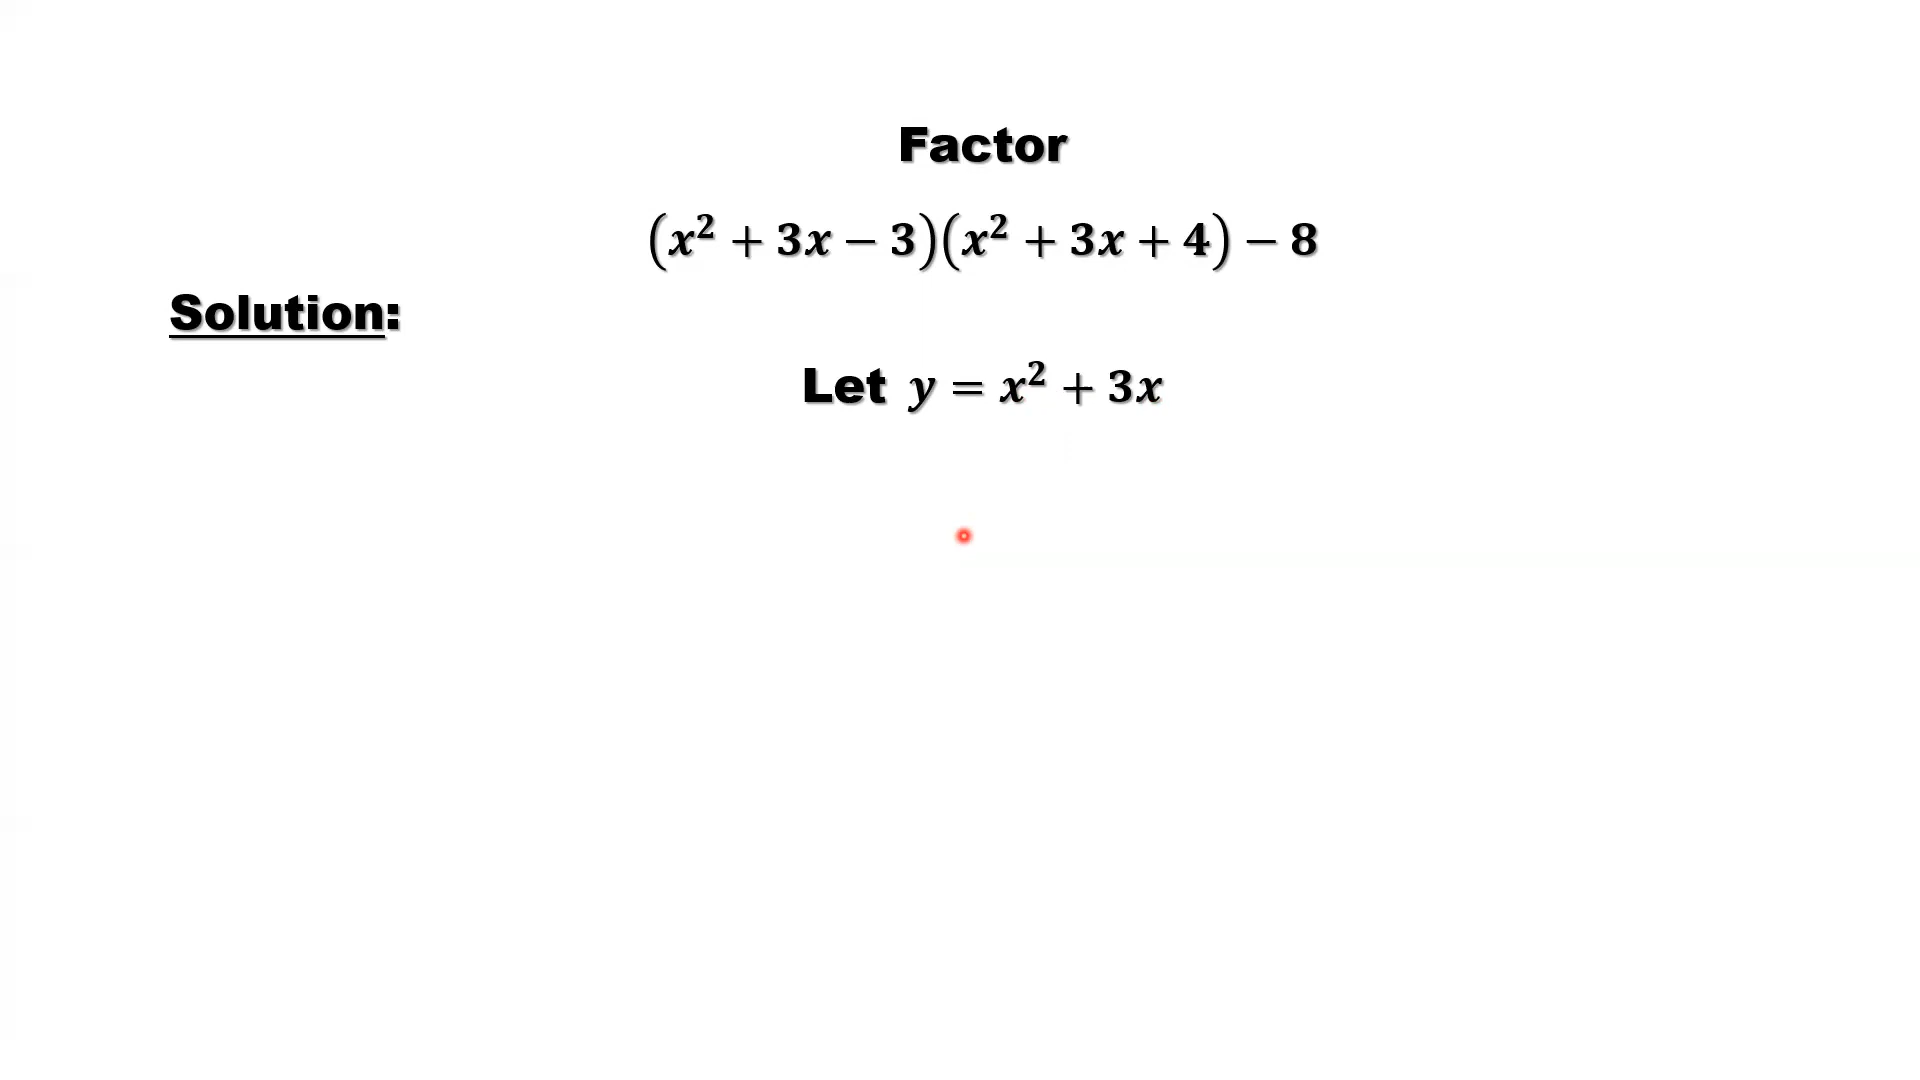 Factor
(x² + 3x − 3)(x² + 3x + 4) − 8
Solution:
Let y = x² + 3x